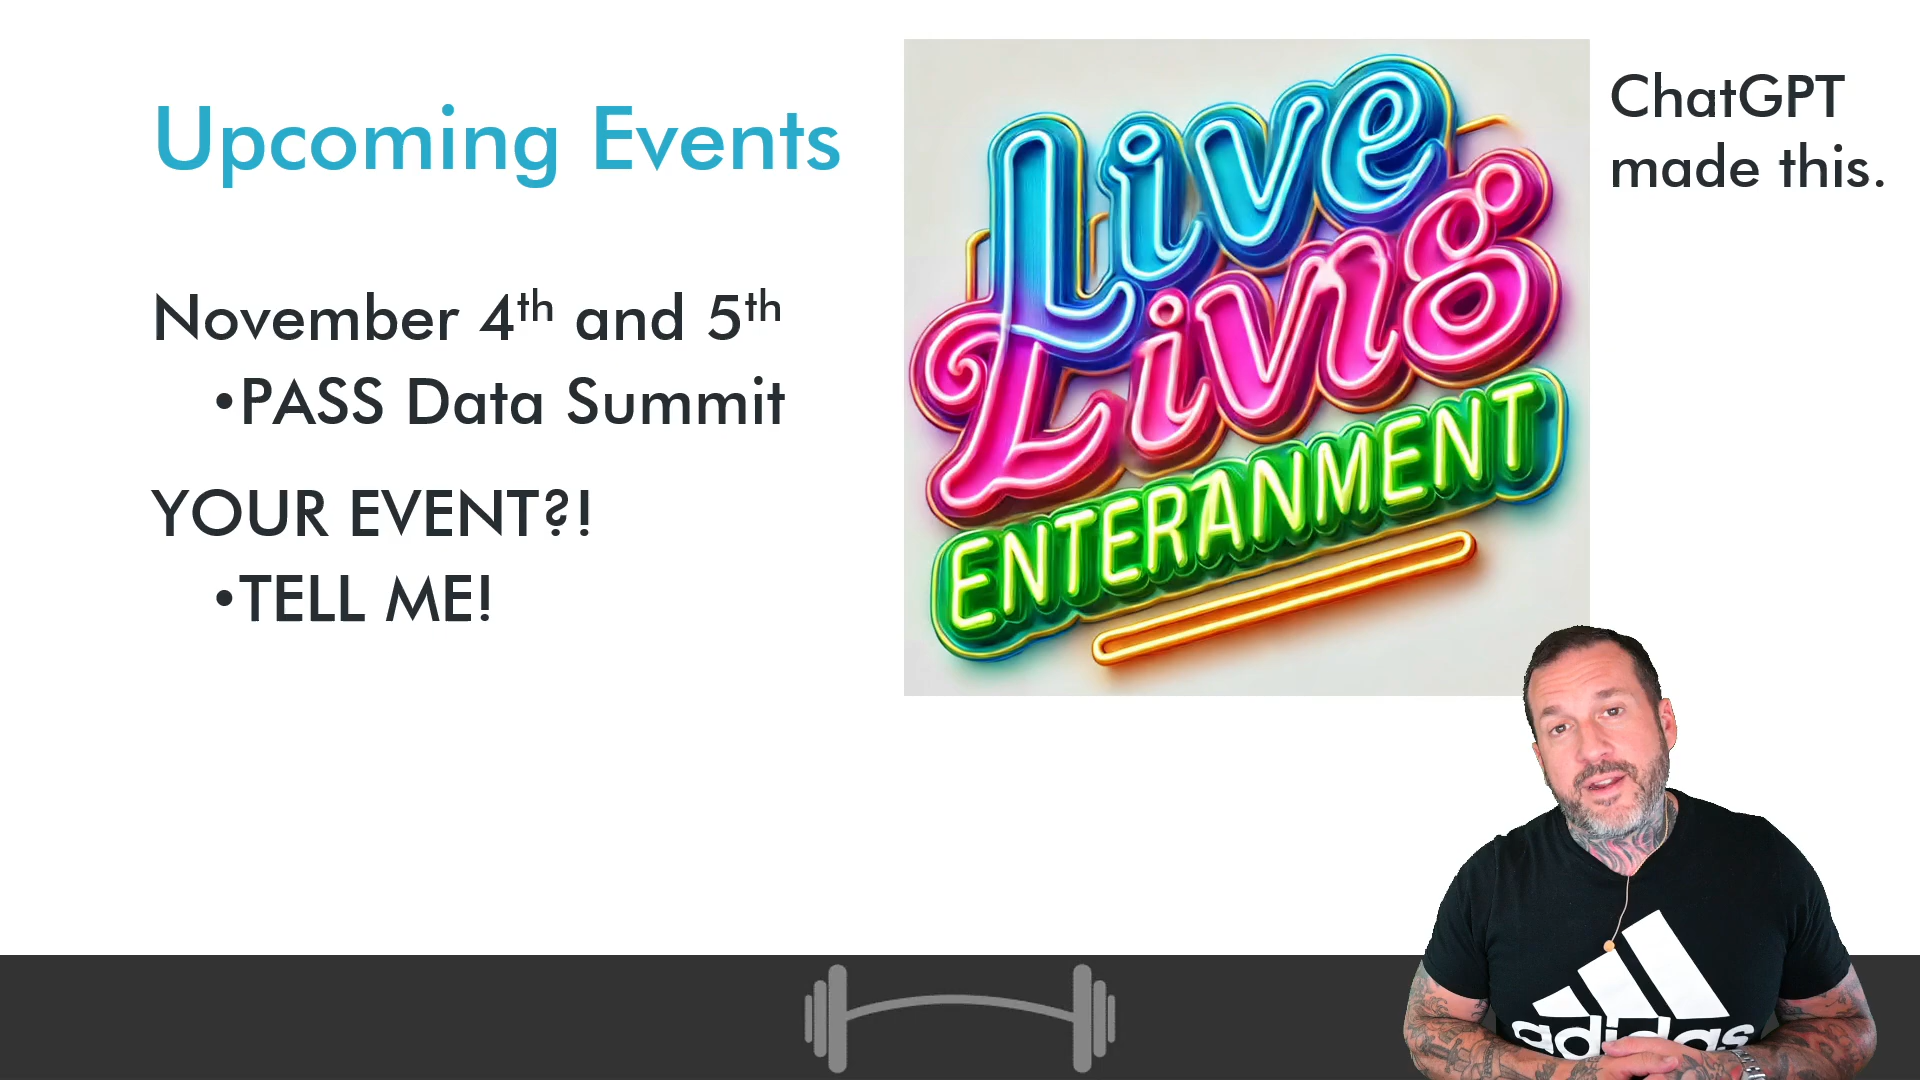 Upcoming Events
November 4th and 5th
•PASS Data Summit
YOUR EVENT?!
•TELL ME!
Live
Living
ENTERANMENT
ChatGPT
made this.
adidas